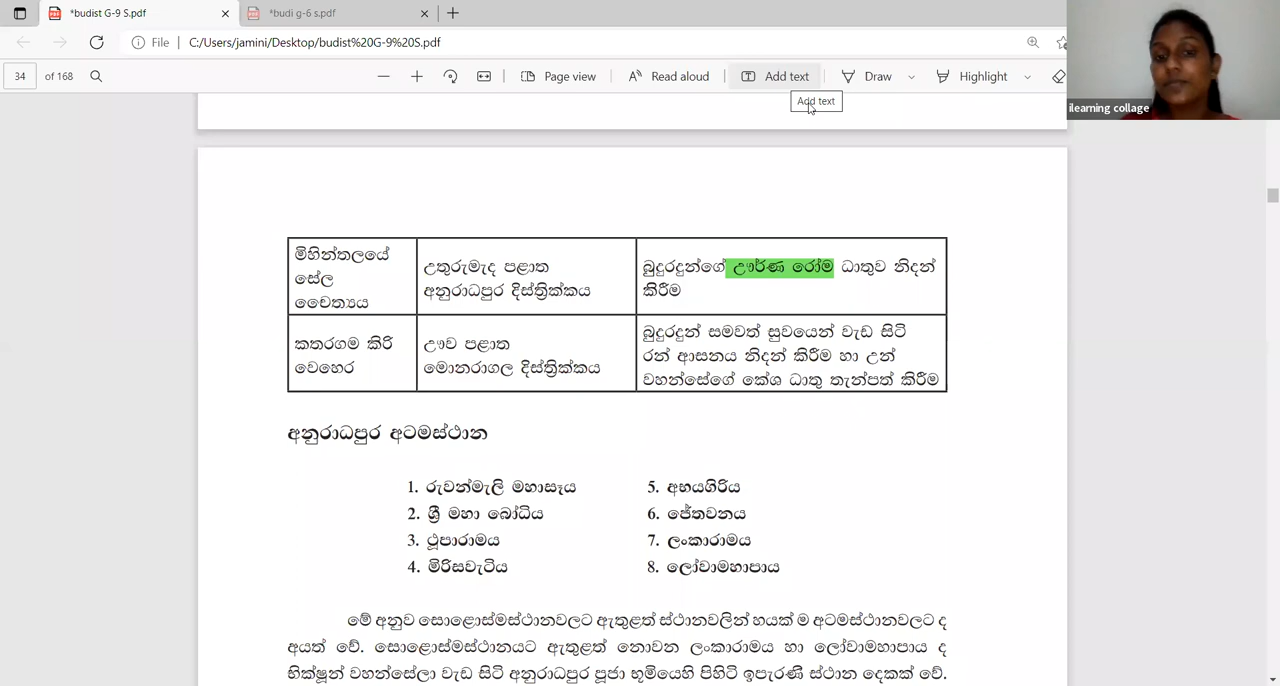 *budist G-9 S.pdf
*budi g-6 s.pdf
File | C:/Users/jamini/Desktop/budist%20G-9%20S.pdf
34 of 168
Page view
Read aloud
Add text
Draw
Highlight
Add text
ilearning collage
මිහින්තලයේ
සේල
චෛත්‍යය
උතුරුමැද පළාත
අනුරාධපුර දිස්ත්‍රික්කය
බුදුරදුන්ගේ ඌර්ණ රෝම ධාතුව නිදන්
කිරීම
කතරගම කිරි
වෙහෙර
ඌව පළාත
මොනරාගල දිස්ත්‍රික්කය
බුදුරදුන් සමවත් සුවයෙන් වැඩ සිටි
රන් ආසනය නිදන් කිරීම හා උන්
වහන්සේගේ කේශ ධාතු තැන්පත් කිරීම
අනුරාධපුර අටමස්ථාන
1. රුවන්මැලි මහාසෑය
2. ශ්‍රී මහා බෝධිය
3. ථූපාරාමය
4. මිරිසවැටිය
5. අභයගිරිය
6. ජේතවනය
7. ලංකාරාමය
8. ලෝවාමහාපාය
මේ අනුව සොළොස්මස්ථානවලට ඇතුළත් ස්ථානවලින් හයක් ම අටමස්ථානවලට ද
අයත් වේ. සොළොස්මස්ථානයට ඇතුළත් නොවන ලංකාරාමය හා ලෝවාමහාපාය ද
භික්ෂූන් වහන්සේලා වැඩ සිටි අනුරාධපුර පූජා භූමියෙහි පිහිටි ඉපැරණි ස්ථාන දෙකක් වේ.